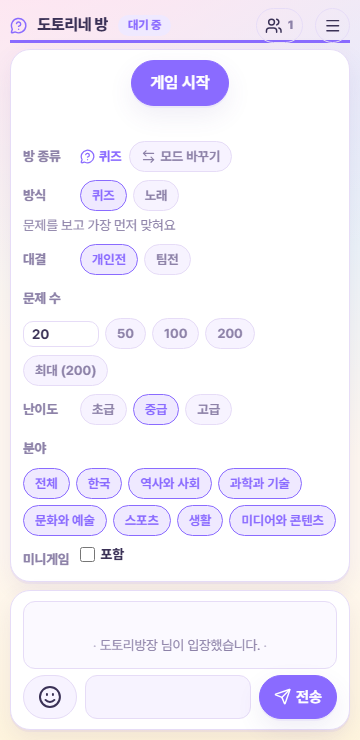 도토리네 방 대기 중 1
게임 시작
방 종류 퀴즈 모드 바꾸기
방식 퀴즈 노래
문제를 보고 가장 먼저 맞혀요
대결 개인전 팀전
문제 수
20 50 100 200
최대 (200)
난이도 초급 중급 고급
분야
전체 한국 역사와 사회 과학과 기술
문화와 예술 스포츠 생활 미디어와 콘텐츠
미니게임 포함
· 도토리방장 님이 입장했습니다. ·
전송